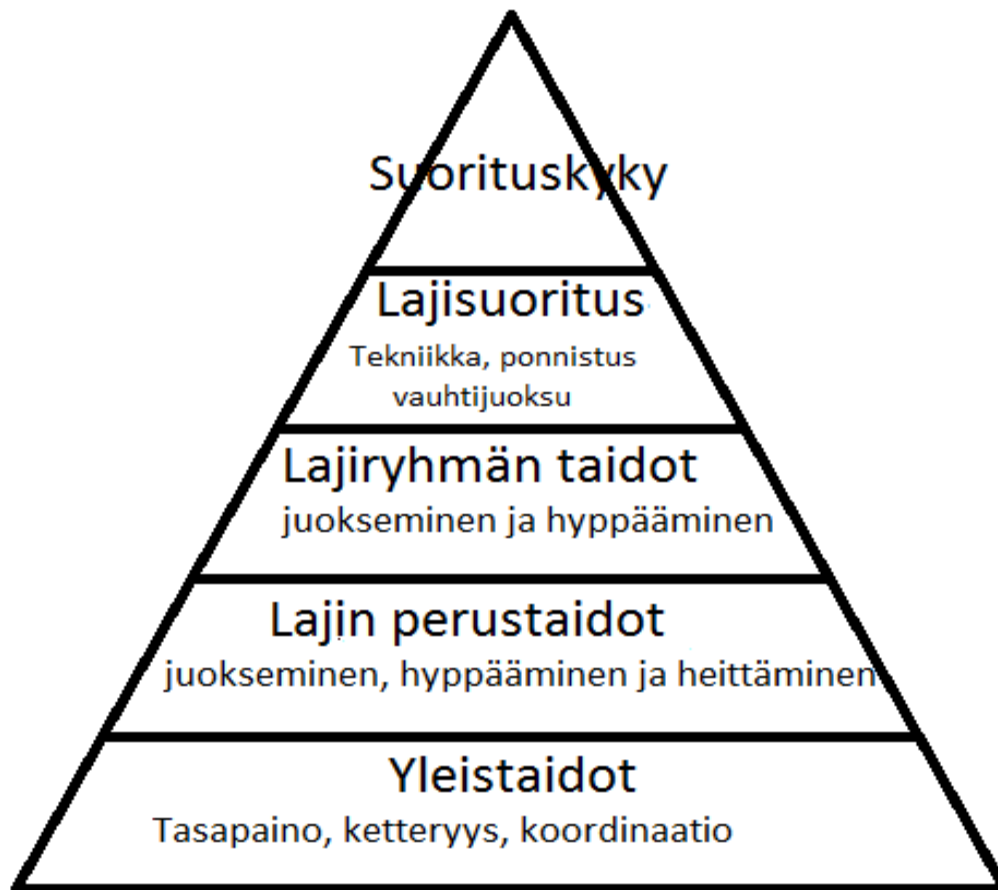 Suorituskyky
Lajisuoritus
Tekniikka, ponnistus
vauhtijuoksu
Lajiryhmän taidot
juokseminen ja hyppääminen
Lajin perustaidot
juokseminen, hyppääminen ja heittäminen
Yleistaidot
Tasapaino, ketteryys, koordinaatio